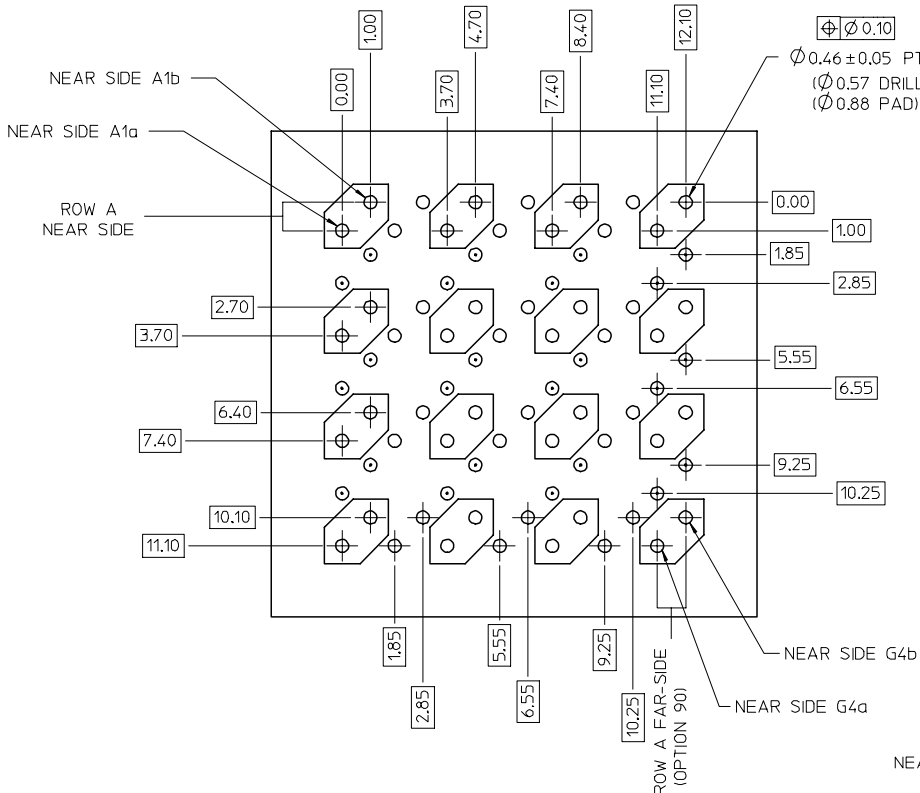 1.00
4.70
8.40
12.10
⌖ Ø 0.10
Ø0.46±0.05 PT
(Ø0.57 DRILL
(Ø0.88 PAD)
NEAR SIDE A1b
0.00
3.70
7.40
11.10
NEAR SIDE A1a
ROW A
NEAR SIDE
0.00
1.00
1.85
2.85
2.70
3.70
5.55
6.55
6.40
7.40
9.25
10.25
10.10
11.10
1.85
2.85
5.55
6.55
9.25
10.25
ROW A FAR-SIDE
(OPTION 90)
NEAR SIDE G4b
NEAR SIDE G4a
NEA